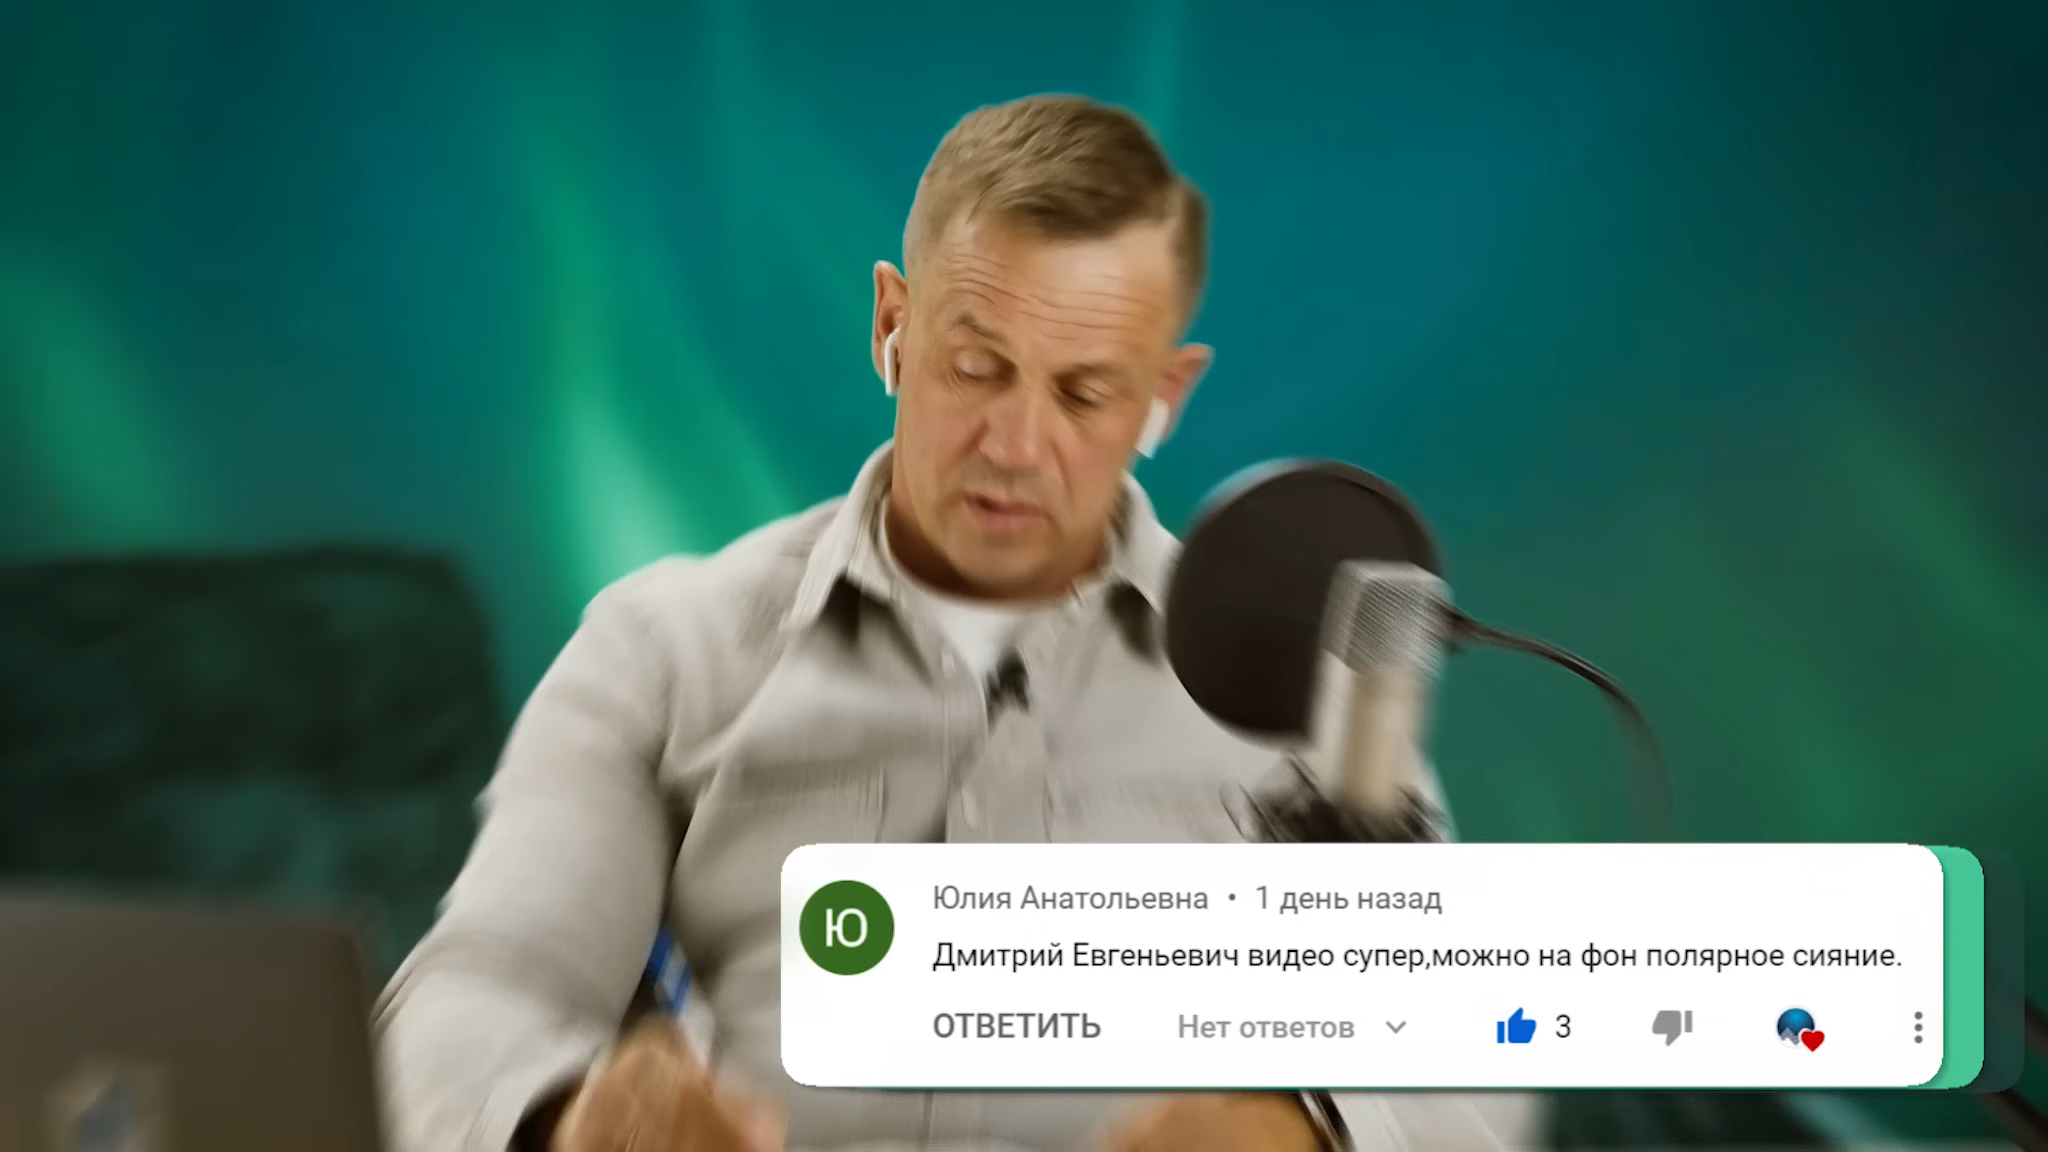 Ю
Юлия Анатольевна • 1 день назад
Дмитрий Евгеньевич видео супер,можно на фон полярное сияние.
ОТВЕТИТЬ Нет ответов 3